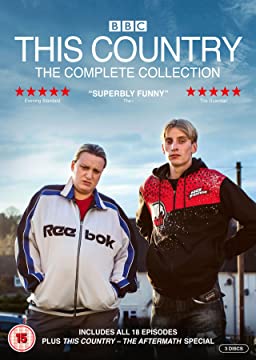 BBC
THIS COUNTRY
THE COMPLETE COLLECTION
★★★★★
Evening Standard
"SUPERBLY FUNNY"
The i
★★★★★
The Guardian
Reebok
15
INCLUDES ALL 18 EPISODES
PLUS THIS COUNTRY – THE AFTERMATH SPECIAL
3 DISCS